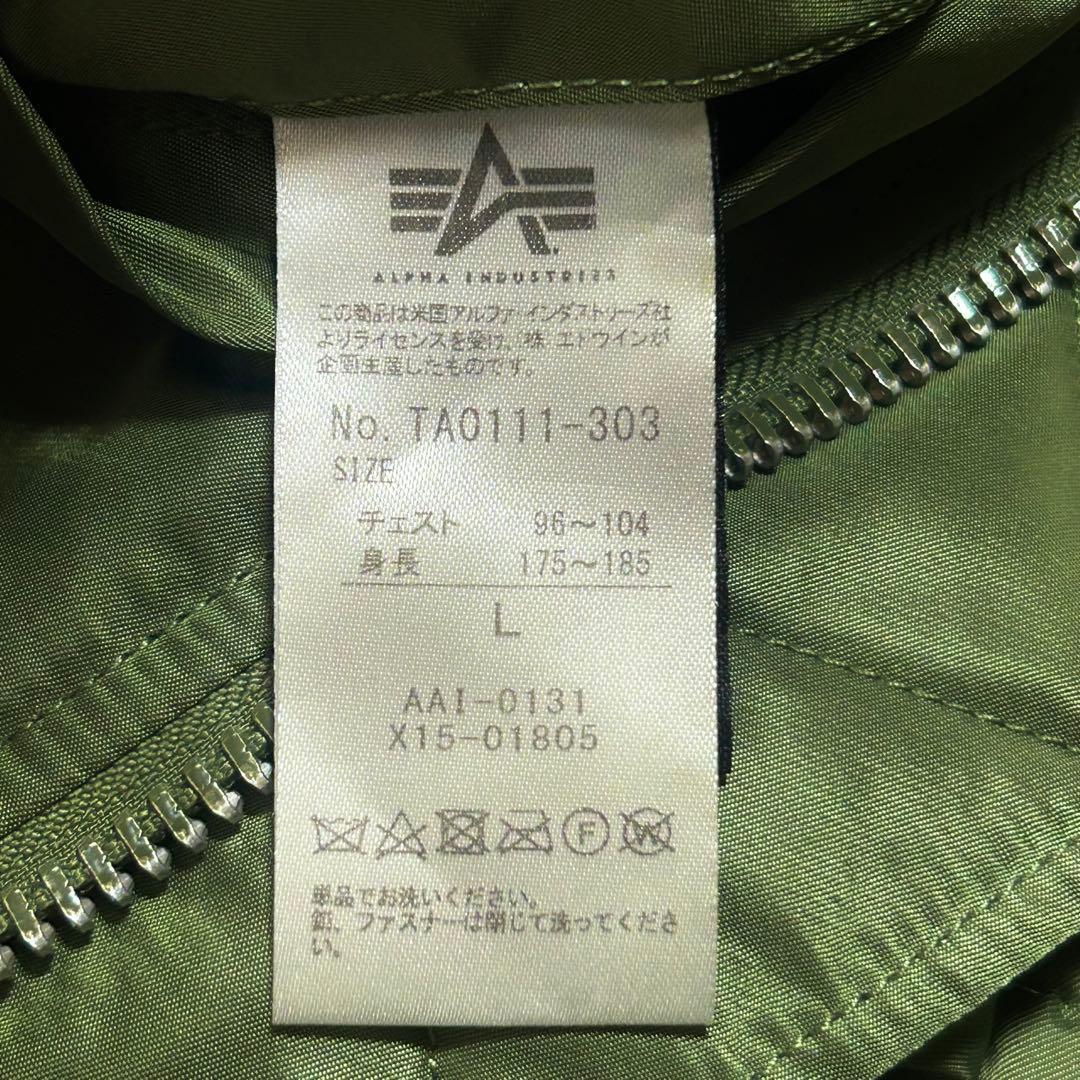 ALPHA INDUSTRIES
この商品は米国アルファ・インダストリーズ社
よりライセンスを受け、㈱エドウインが
企画生産したものです。
No. TA0111-303
SIZE
チェスト 96～104
身長 175～185
L
AAI-0131
X15-01805
F
W
単品でお洗いください。
釦、ファスナーは閉じて洗ってくださ
い。